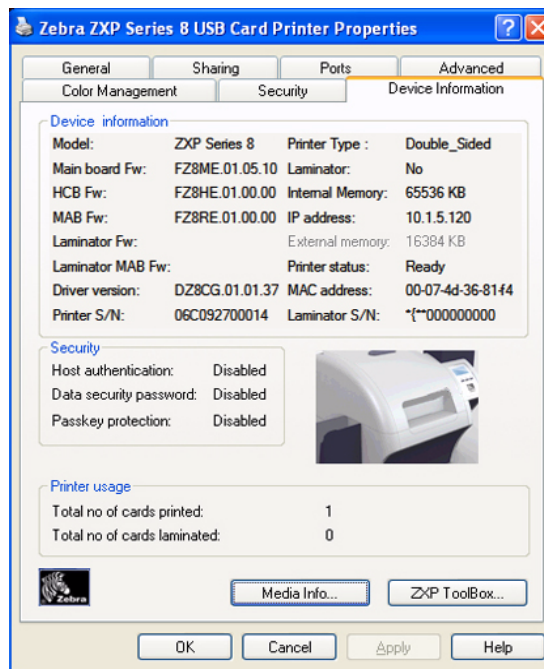 Zebra ZXP Series 8 USB Card Printer Properties
General Sharing Ports Advanced
Color Management Security Device Information
Device information
Model: ZXP Series 8 Printer Type : Double_Sided
Main board Fw: FZ8ME.01.05.10 Laminator: No
HCB Fw: FZ8HE.01.00.00 Internal Memory: 65536 KB
MAB Fw: FZ8RE.01.00.00 IP address: 10.1.5.120
Laminator Fw: External memory: 16384 KB
Laminator MAB Fw: Printer status: Ready
Driver version: DZ8CG.01.01.37 MAC address: 00-07-4d-36-81-f4
Printer S/N: 06C092700014 Laminator S/N: *{**000000000
Security
Host authentication: Disabled
Data security password: Disabled
Passkey protection: Disabled
Printer usage
Total no of cards printed: 1
Total no of cards laminated: 0
Zebra Media Info... ZXP ToolBox...
OK Cancel Apply Help